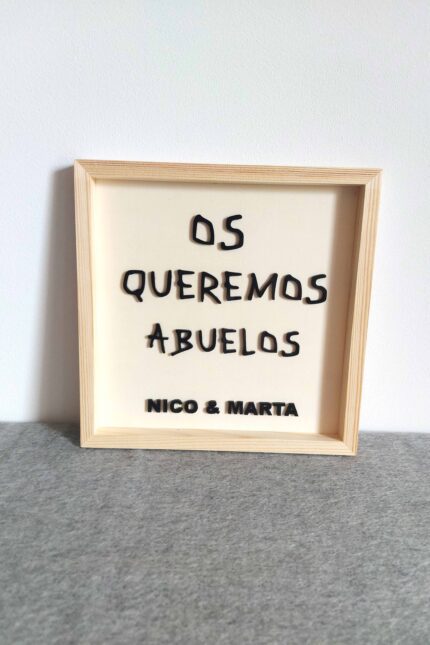 OS
QUEREMOS
ABUELOS
NICO & MARTA